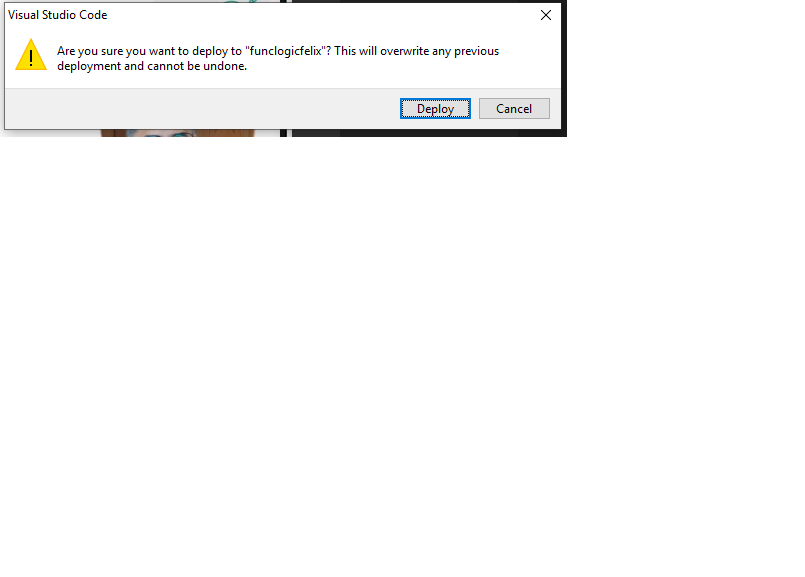 Visual Studio Code
Are you sure you want to deploy to "funclogicfelix"? This will overwrite any previous
deployment and cannot be undone.
Deploy
Cancel